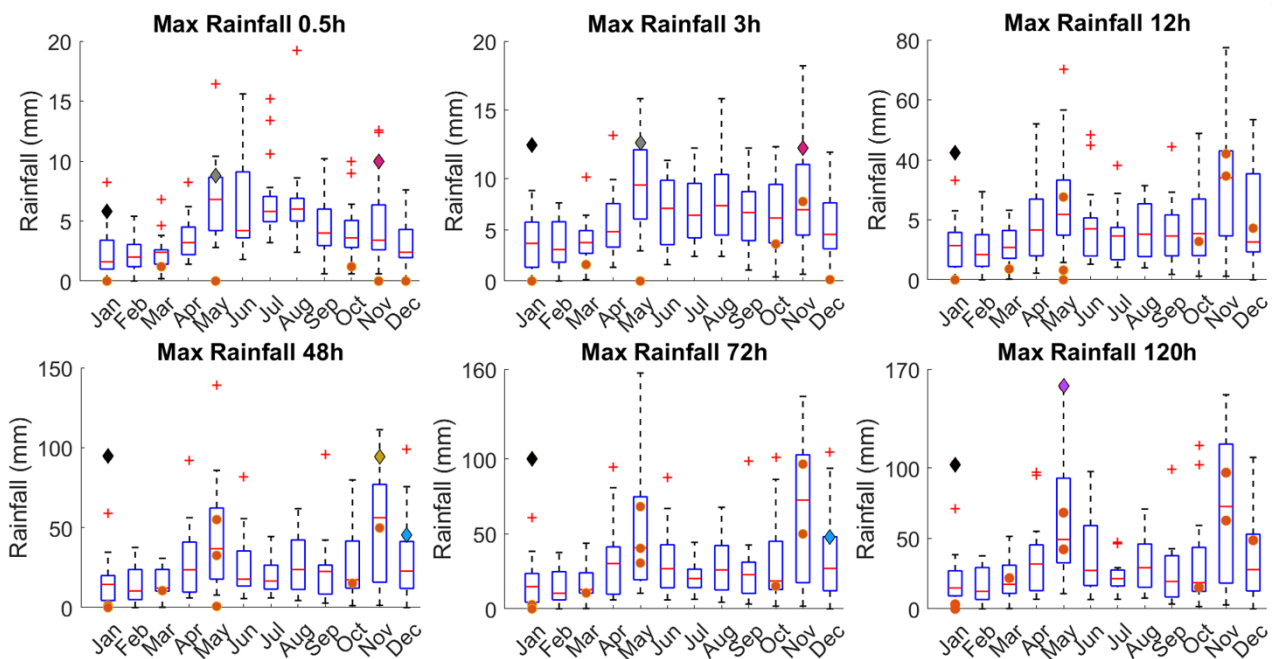 Max Rainfall 0.5h
Rainfall (mm)
20
15
10
5
0
Jan Feb Mar Apr May Jun Jul Aug Sep Oct Nov Dec
Max Rainfall 3h
Rainfall (mm)
20
15
10
5
0
Jan Feb Mar Apr May Jun Jul Aug Sep Oct Nov Dec
Max Rainfall 12h
Rainfall (mm)
80
60
40
5
0
Jan Feb Mar Apr May Jun Jul Aug Sep Oct Nov Dec
Max Rainfall 48h
Rainfall (mm)
150
100
50
0
Jan Feb Mar Apr May Jun Jul Aug Sep Oct Nov Dec
Max Rainfall 72h
Rainfall (mm)
160
100
50
0
Jan Feb Mar Apr May Jun Jul Aug Sep Oct Nov Dec
Max Rainfall 120h
Rainfall (mm)
170
100
50
0
Jan Feb Mar Apr May Jun Jul Aug Sep Oct Nov Dec